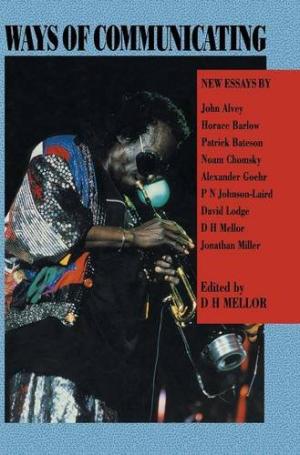 WAYS OF COMMUNICATING
NEW ESSAYS BY
John Alvey
Horace Barlow
Patrick Bateson
Noam Chomsky
Alexander Goehr
P N Johnson-Laird
David Lodge
D H Mellor
Jonathan Miller
Edited by
D H MELLOR